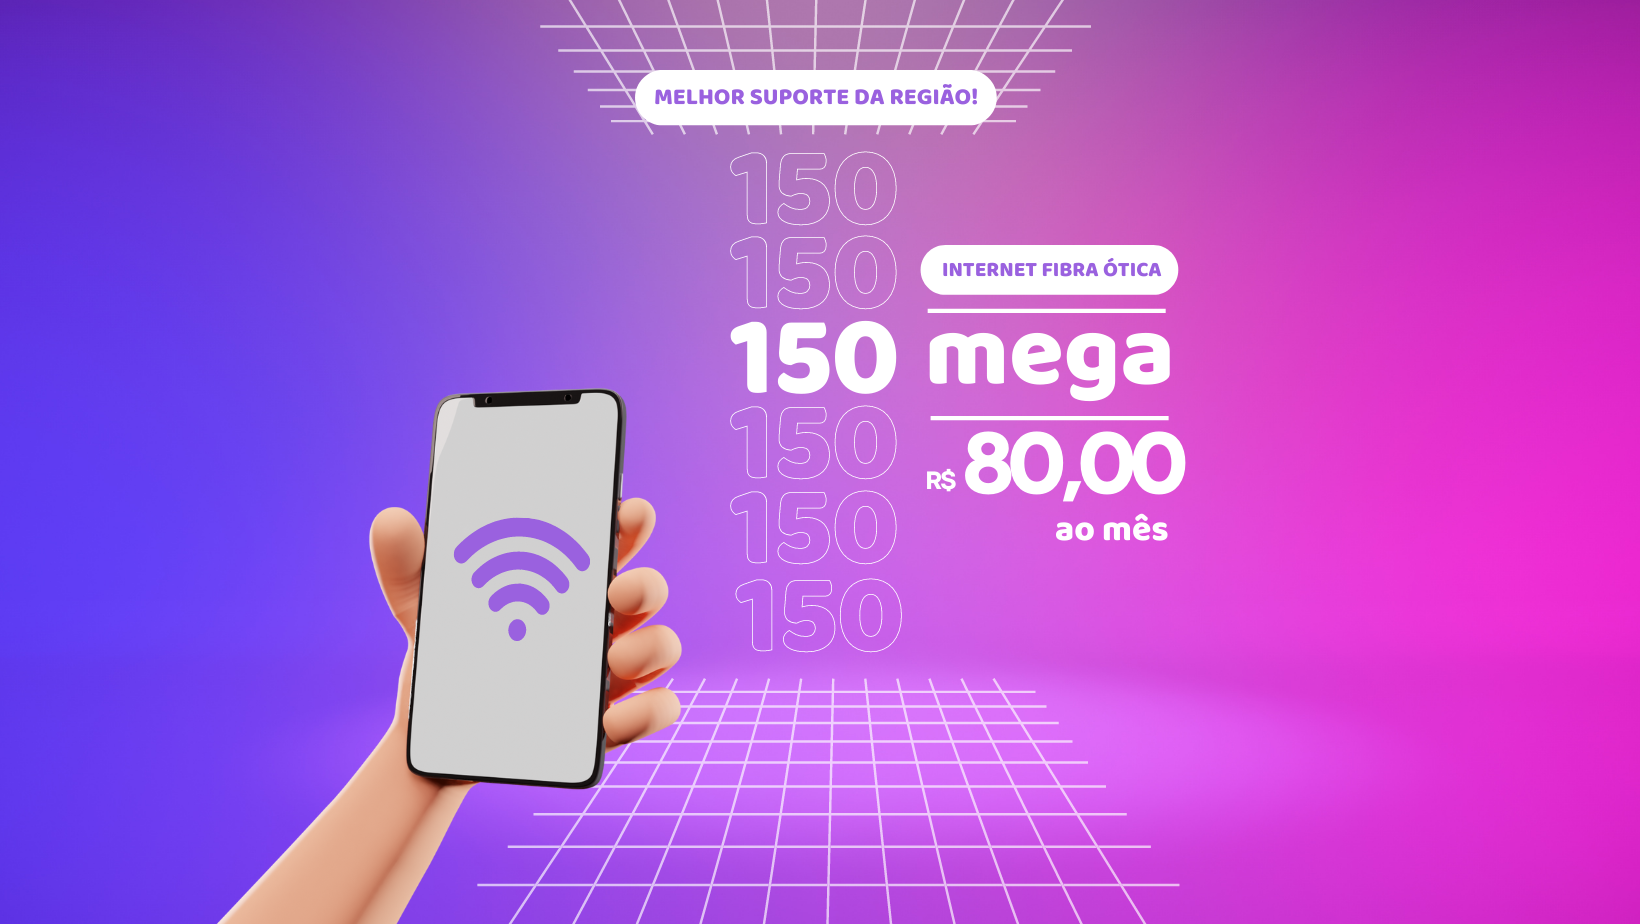 MELHOR SUPORTE DA REGIÃO!
150
150
INTERNET FIBRA ÓTICA
150 mega
150
R$ 80,00
150
ao mês
150